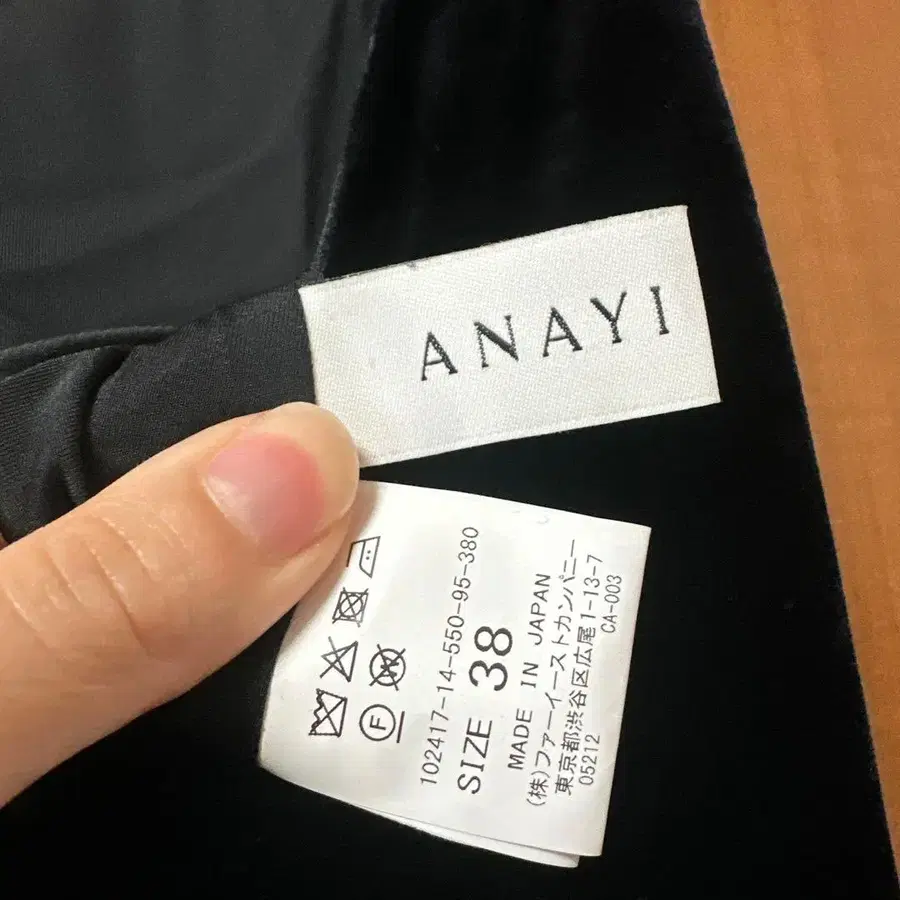 ANAYI
102417-14-550-95-380
SIZE 38
MADE IN JAPAN
(株)ファーイーストカンパニー
東京都渋谷区広尾1-13-7
05212 CA-003
F